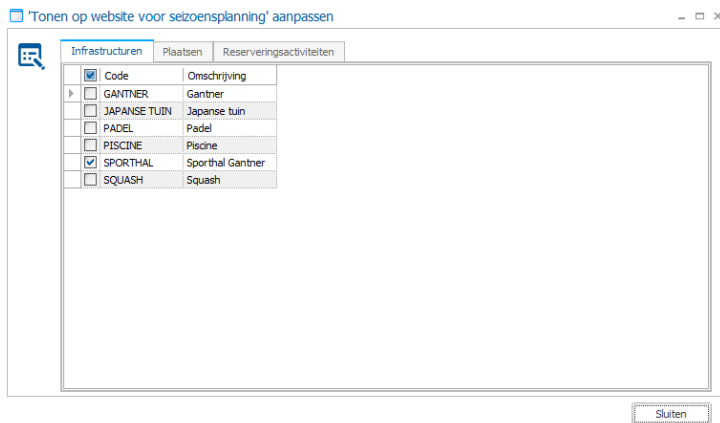 'Tonen op website voor seizoensplanning' aanpassen
Infrastructuren Plaatsen Reserveringsactiviteiten
Code Omschrijving
GANTNER Gantner
JAPANSE TUIN Japanse tuin
PADEL Padel
PISCINE Piscine
SPORTHAL Sporthal Gantner
SQUASH Squash
Sluiten